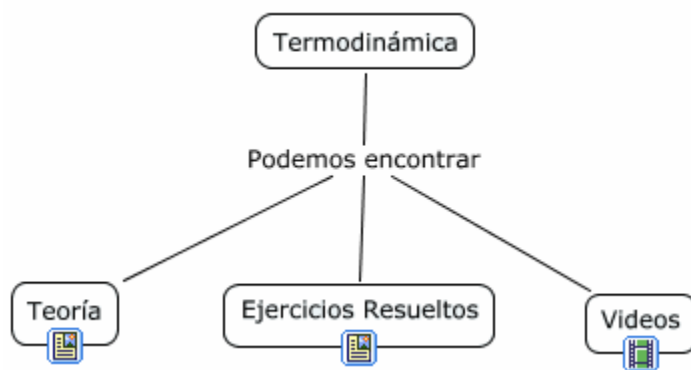 Termodinámica
Podemos encontrar
Teoría
Ejercicios Resueltos
Videos